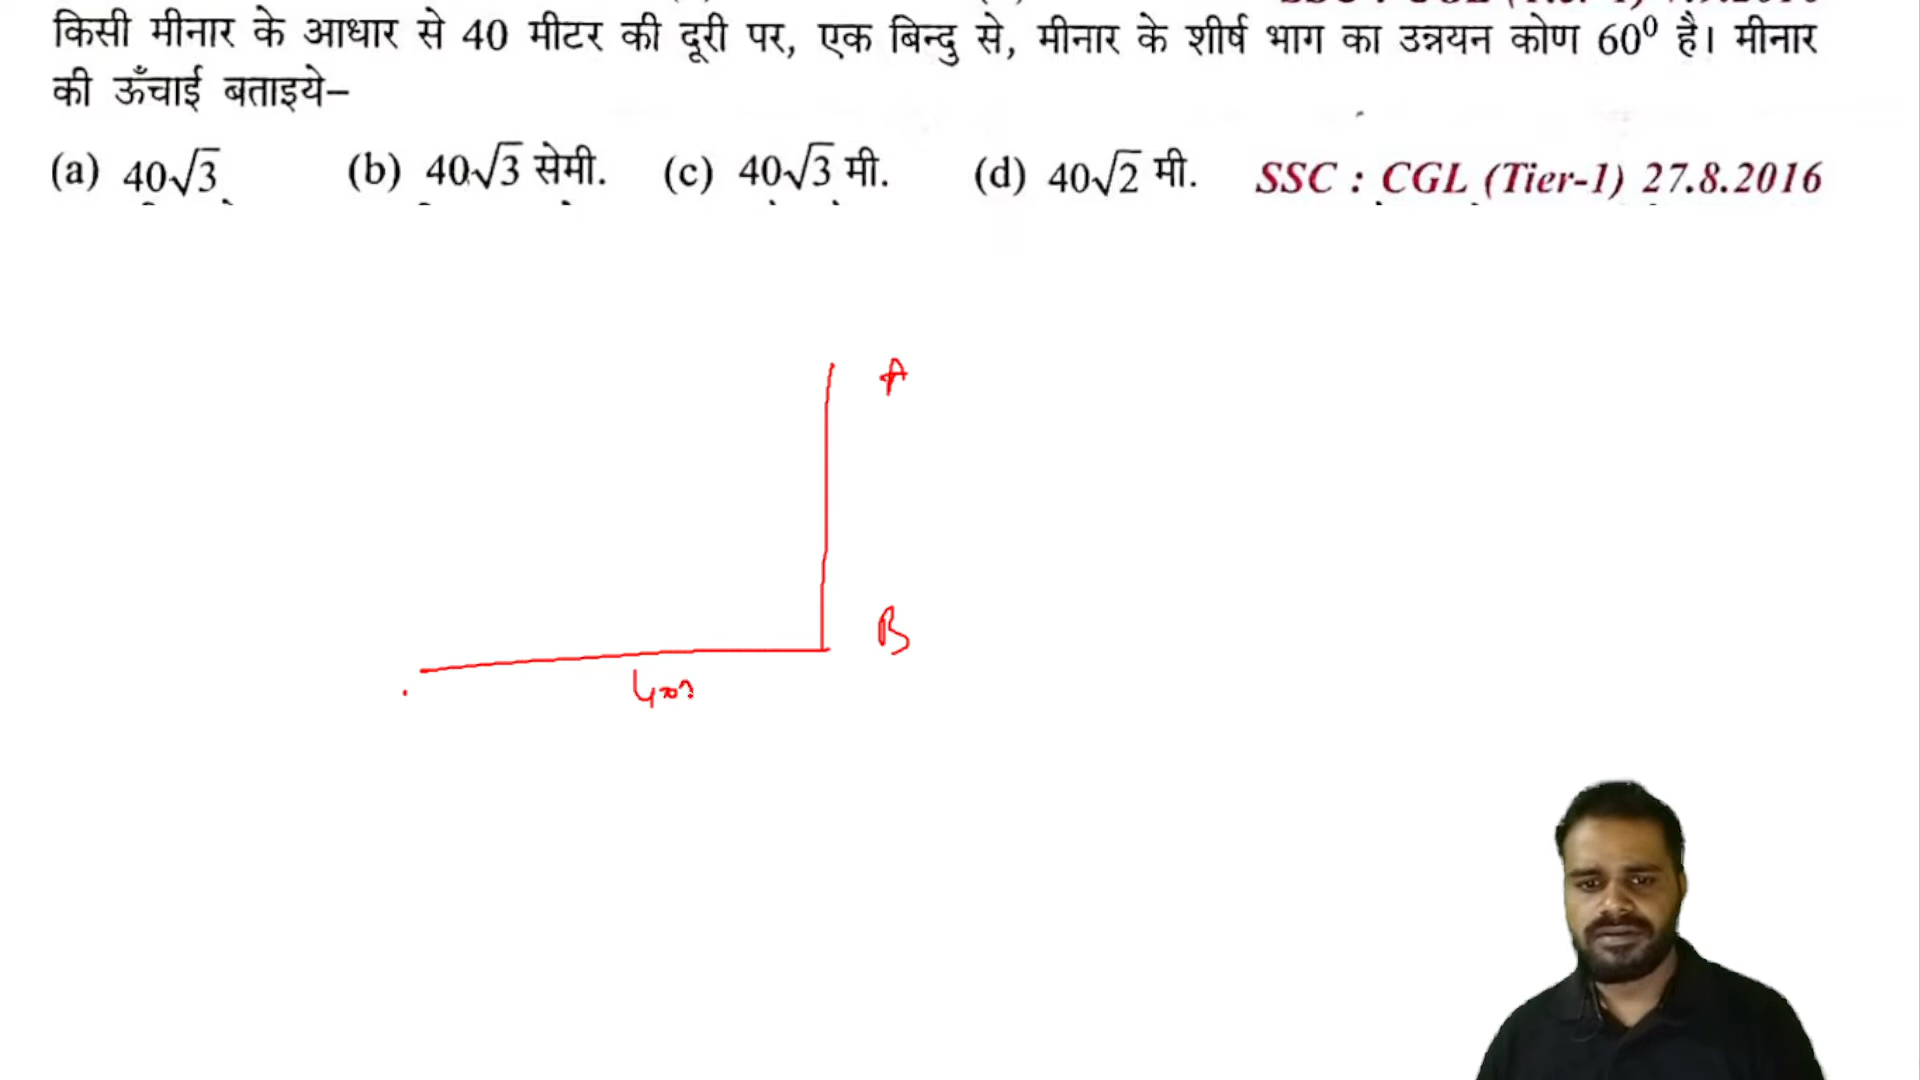 किसी मीनार के आधार से 40 मीटर की दूरी पर, एक बिन्दु से, मीनार के शीर्ष भाग का उन्नयन कोण 60⁰ है। मीनार
की ऊँचाई बताइये–
(a) 40√3 (b) 40√3 सेमी. (c) 40√3 मी. (d) 40√2 मी. SSC : CGL (Tier-1) 27.8.2016
A
B